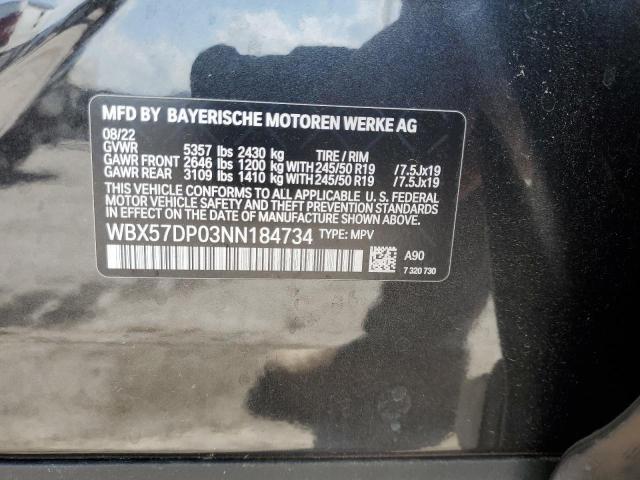 MFD BY BAYERISCHE MOTOREN WERKE AG
08/22
GVWR 5357 lbs 2430 kg TIRE / RIM
GAWR FRONT 2646 lbs 1200 kg WITH 245/50 R19 /7.5Jx19
GAWR REAR 3109 lbs 1410 kg WITH 245/50 R19 /7.5Jx19
THIS VEHICLE CONFORMS TO ALL APPLICABLE U.S. FEDERAL
MOTOR VEHICLE SAFETY AND THEFT PREVENTION STANDARDS
IN EFFECT ON THE DATE OF MANUFACTURE SHOWN ABOVE.
WBX57DP03NN184734 TYPE: MPV
A90
7 320 730